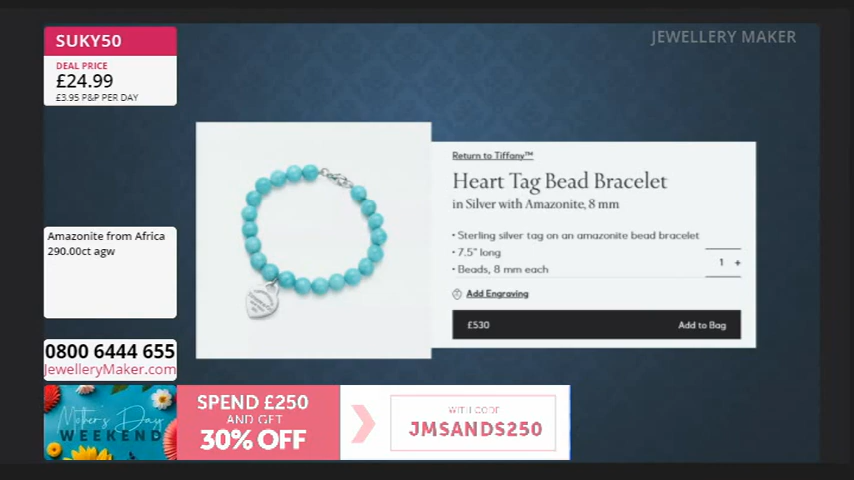 SUKY50
DEAL PRICE
£24.99
£3.95 P&P PER DAY
JEWELLERY MAKER
Return to Tiffany™
Heart Tag Bead Bracelet
in Silver with Amazonite, 8 mm
• Sterling silver tag on an amazonite bead bracelet
• 7.5" long
• Beads, 8 mm each
1 +
Add Engraving
£530 Add to Bag
Amazonite from Africa
290.00ct agw
0800 6444 655
JewelleryMaker.com
Mother's Day
WEEKEND
SPEND £250
AND GET
30% OFF
WITH CODE
JMSANDS250